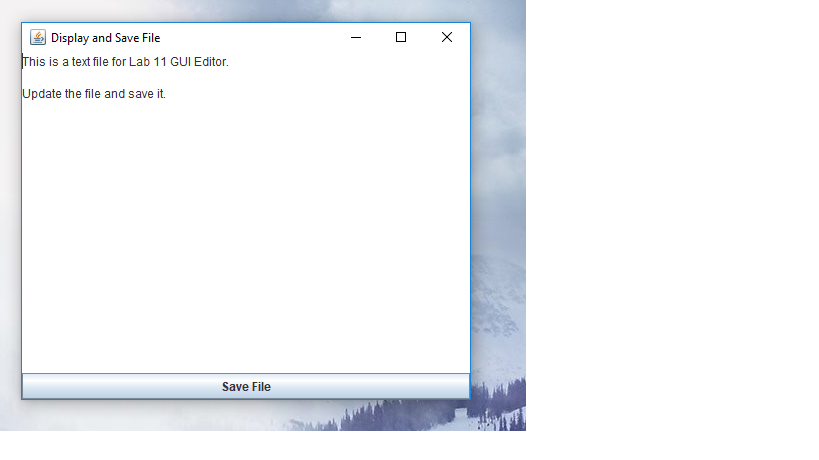 Display and Save File
This is a text file for Lab 11 GUI Editor.
Update the file and save it.
Save File